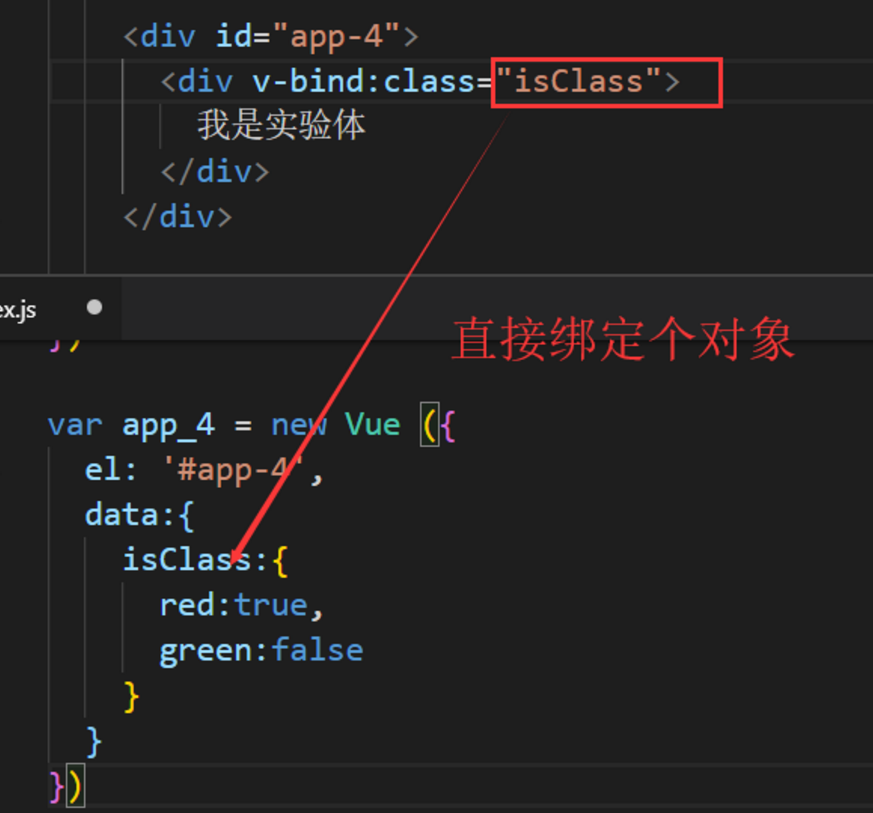 <div id="app-4">
<div v-bind:class="isClass">
我是实验体
</div>
</div>
ex.js
直接绑定个对象
})
var app_4 = new Vue ({
el: '#app-4',
data:{
isClass:{
red:true,
green:false
}
}
})